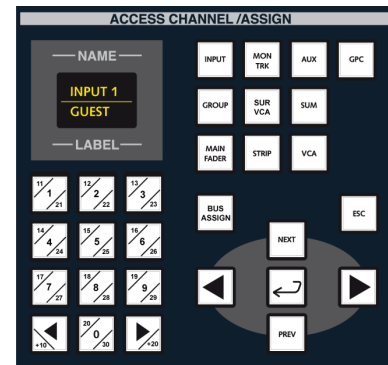 ACCESS CHANNEL /ASSIGN
NAME
INPUT 1
GUEST
LABEL
INPUT
MON
TRK
AUX
GPC
GROUP
SUR
VCA
SUM
MAIN
FADER
STRIP
VCA
11 1 21
12 2 22
13 3 23
14 4 24
15 5 25
16 6 26
17 7 27
18 8 28
19 9 29
+10
20 0 30
+20
BUS
ASSIGN
ESC
NEXT
PREV